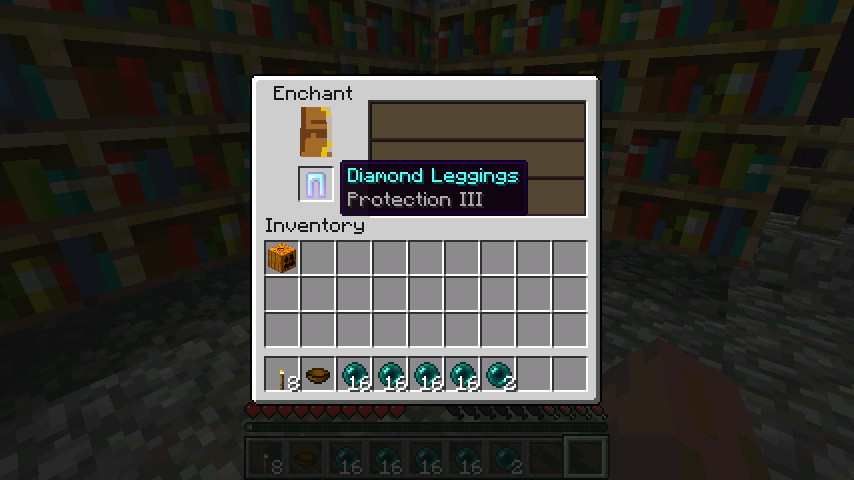 Enchant
Diamond Leggings
Protection III
Inventory
8 16 16 16 16 2
8 16 16 16 16 2